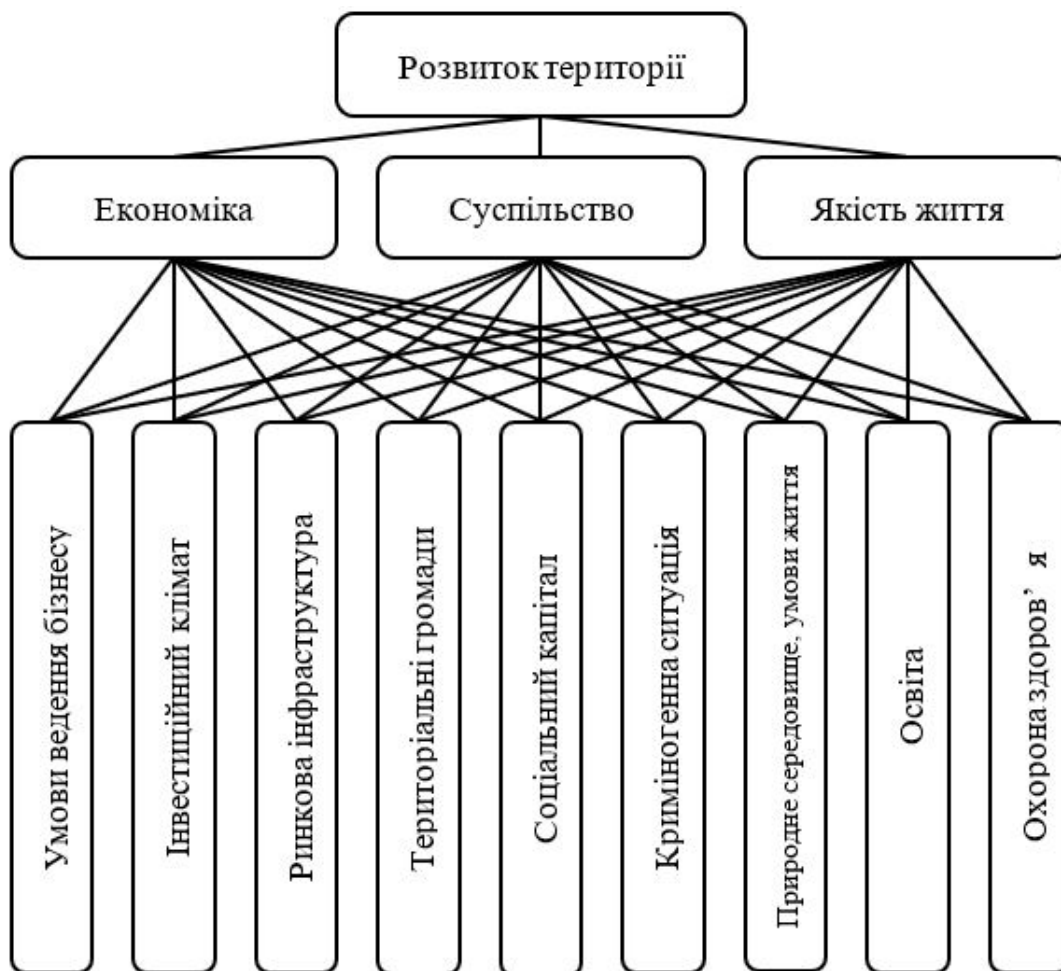 Розвиток території
Економіка
Суспільство
Якість життя
Умови ведення бізнесу
Інвестиційний клімат
Ринкова інфраструктура
Територіальні громади
Соціальний капітал
Криміногенна ситуація
Природне середовище, умови життя
Освіта
Охорона здоров’ я